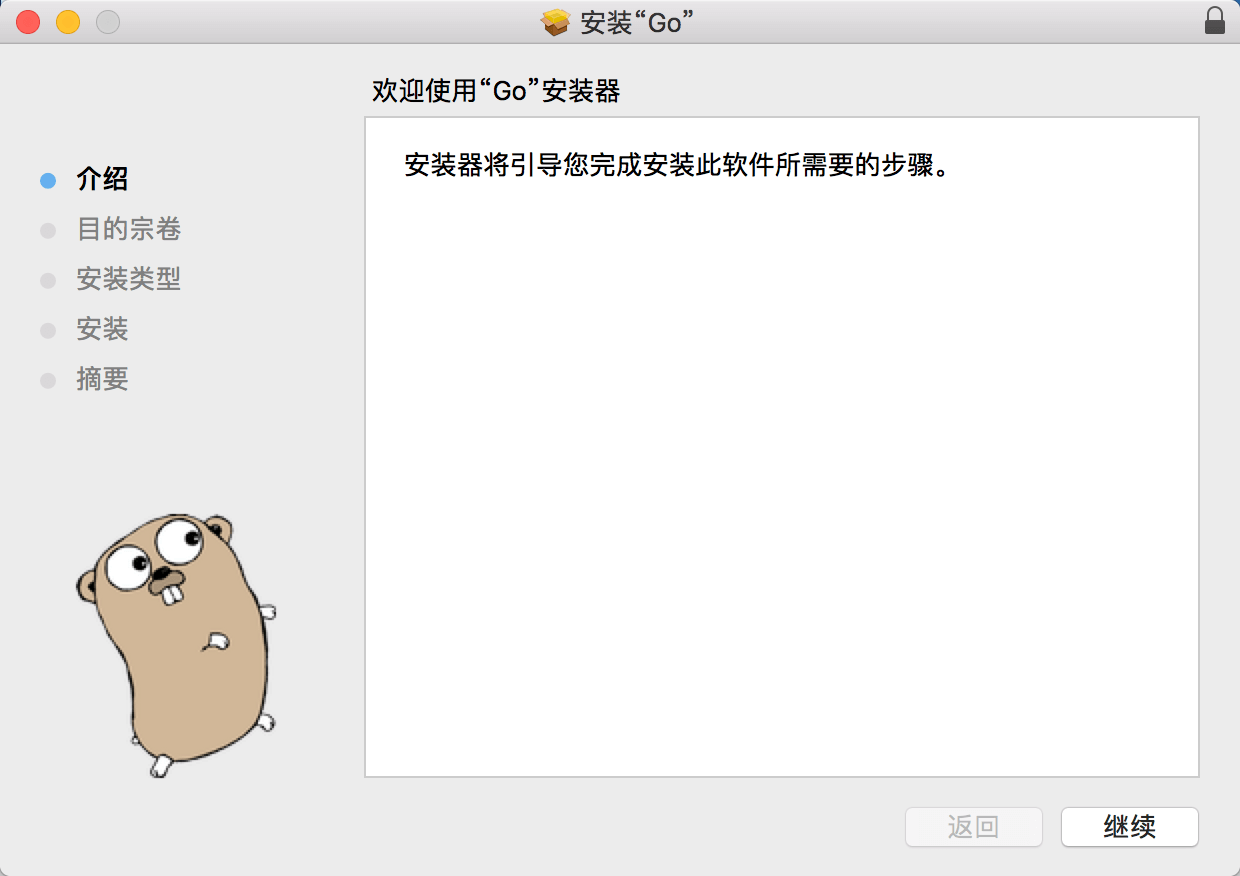 安装“Go”
欢迎使用“Go”安装器
介绍
目的宗卷
安装类型
安装
摘要
安装器将引导您完成安装此软件所需要的步骤。
返回
继续